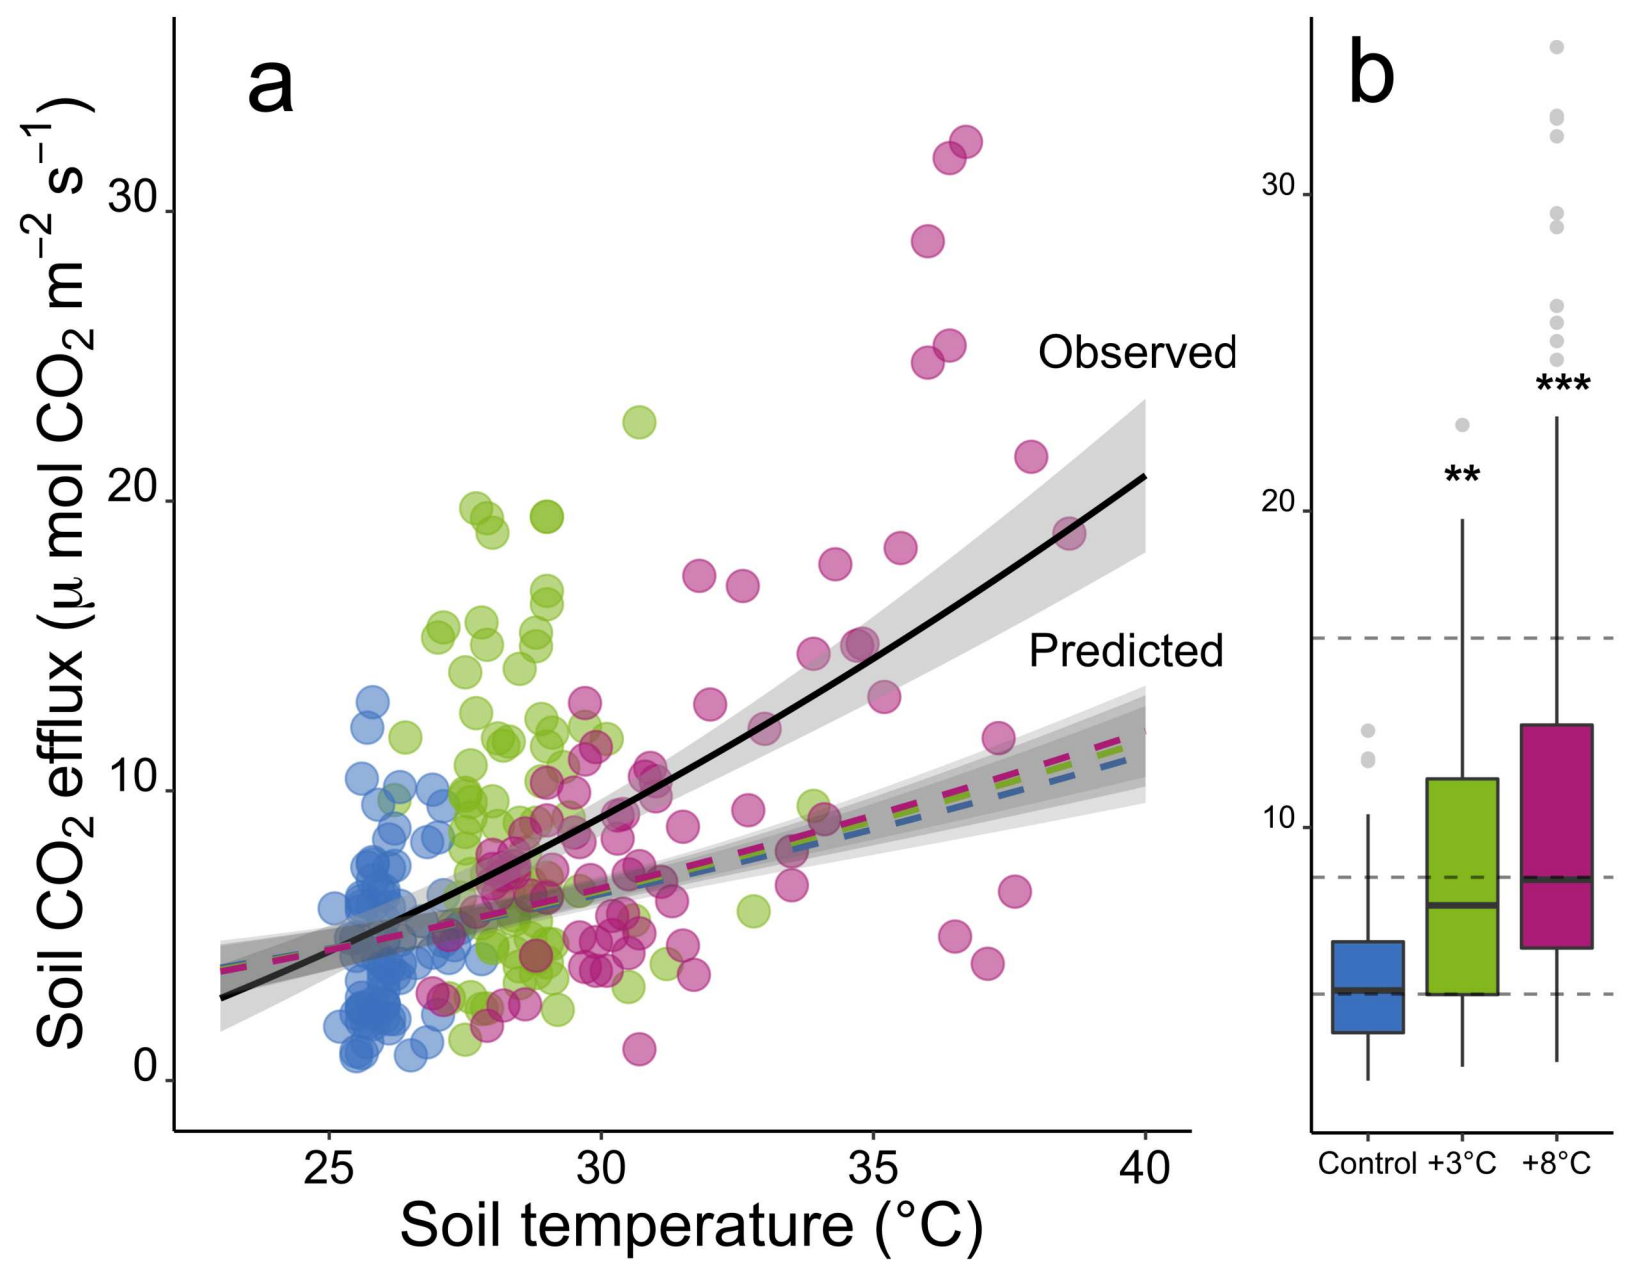 a
Soil CO₂ efflux (μ mol CO₂ m⁻² s⁻¹)
30
20
10
0
Observed
Predicted
25 30 35 40
Soil temperature (°C)
b
30
20
10
***
**
Control +3°C +8°C